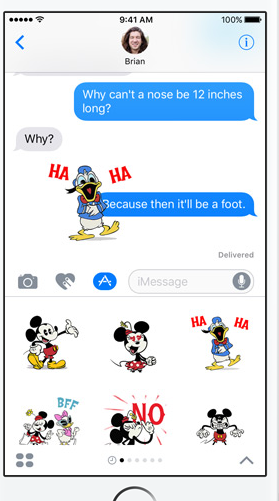 9:41 AM
100%
Brian
Why can't a nose be 12 inches
long?
Why?
HA HA
Because then it'll be a foot.
Delivered
iMessage
HA HA
BFF
NO